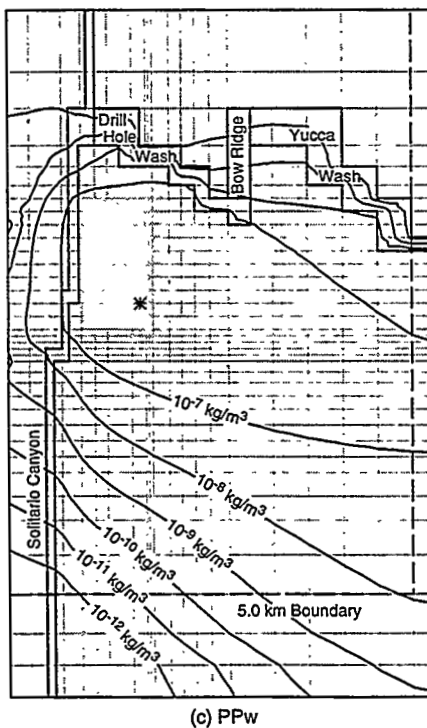 Drill
Hole
Wash
Bow Ridge
Yucca
Wash
10-7 kg/m3
10-8 kg/m3
10-9 kg/m3
10-10 kg/m3
10-11 kg/m3
10-12 kg/m3
Solitario Canyon
5.0 km Boundary
(c) PPw